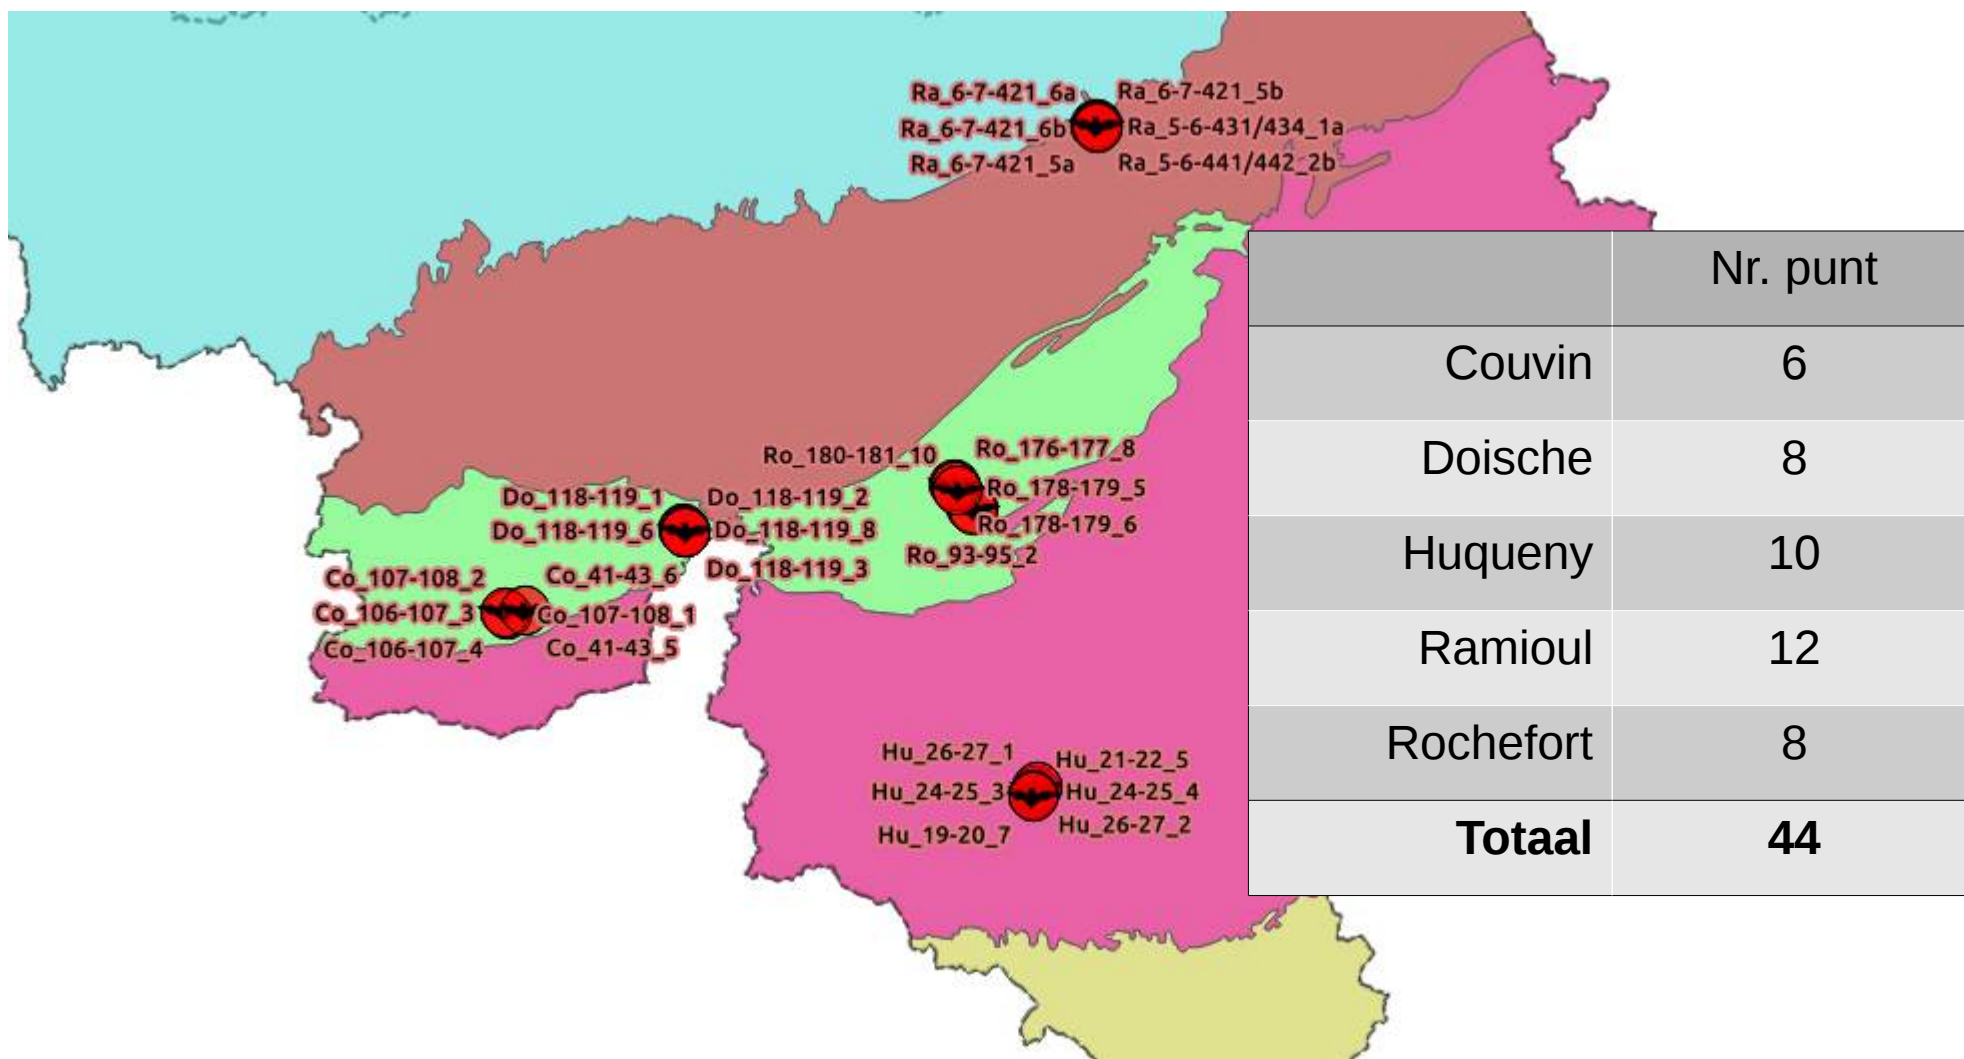 Ra_6-7-421_6a
Ra_6-7-421_5b
Ra_6-7-421_6b
Ra_5-6-431/434_1a
Ra_6-7-421_5a
Ra_5-6-441/442_2b
Ro_180-181_10
Ro_176-177_8
Ro_178-179_5
Ro_178-179_6
Ro_93-95_2
Do_118-119_1
Do_118-119_2
Do_118-119_6
Do_118-119_8
Do_118-119_3
Co_107-108_2
Co_41-43_6
Co_106-107_3
Co_107-108_1
Co_106-107_4
Co_41-43_5
Hu_26-27_1
Hu_21-22_5
Hu_24-25_3
Hu_24-25_4
Hu_19-20_7
Hu_26-27_2
Nr. punt
Couvin 6
Doische 8
Huqueny 10
Ramioul 12
Rochefort 8
Totaal 44